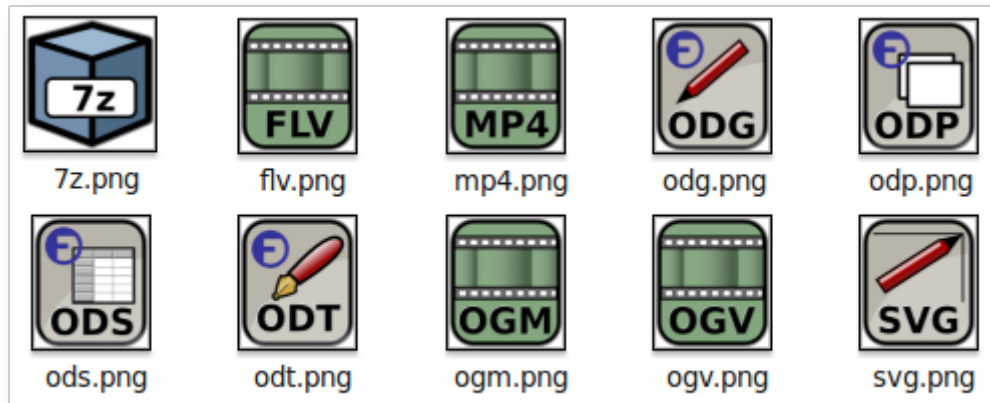 7z FLV MP4 ODG ODP
7z.png flv.png mp4.png odg.png odp.png
ODS ODT OGM OGV SVG
ods.png odt.png ogm.png ogv.png svg.png